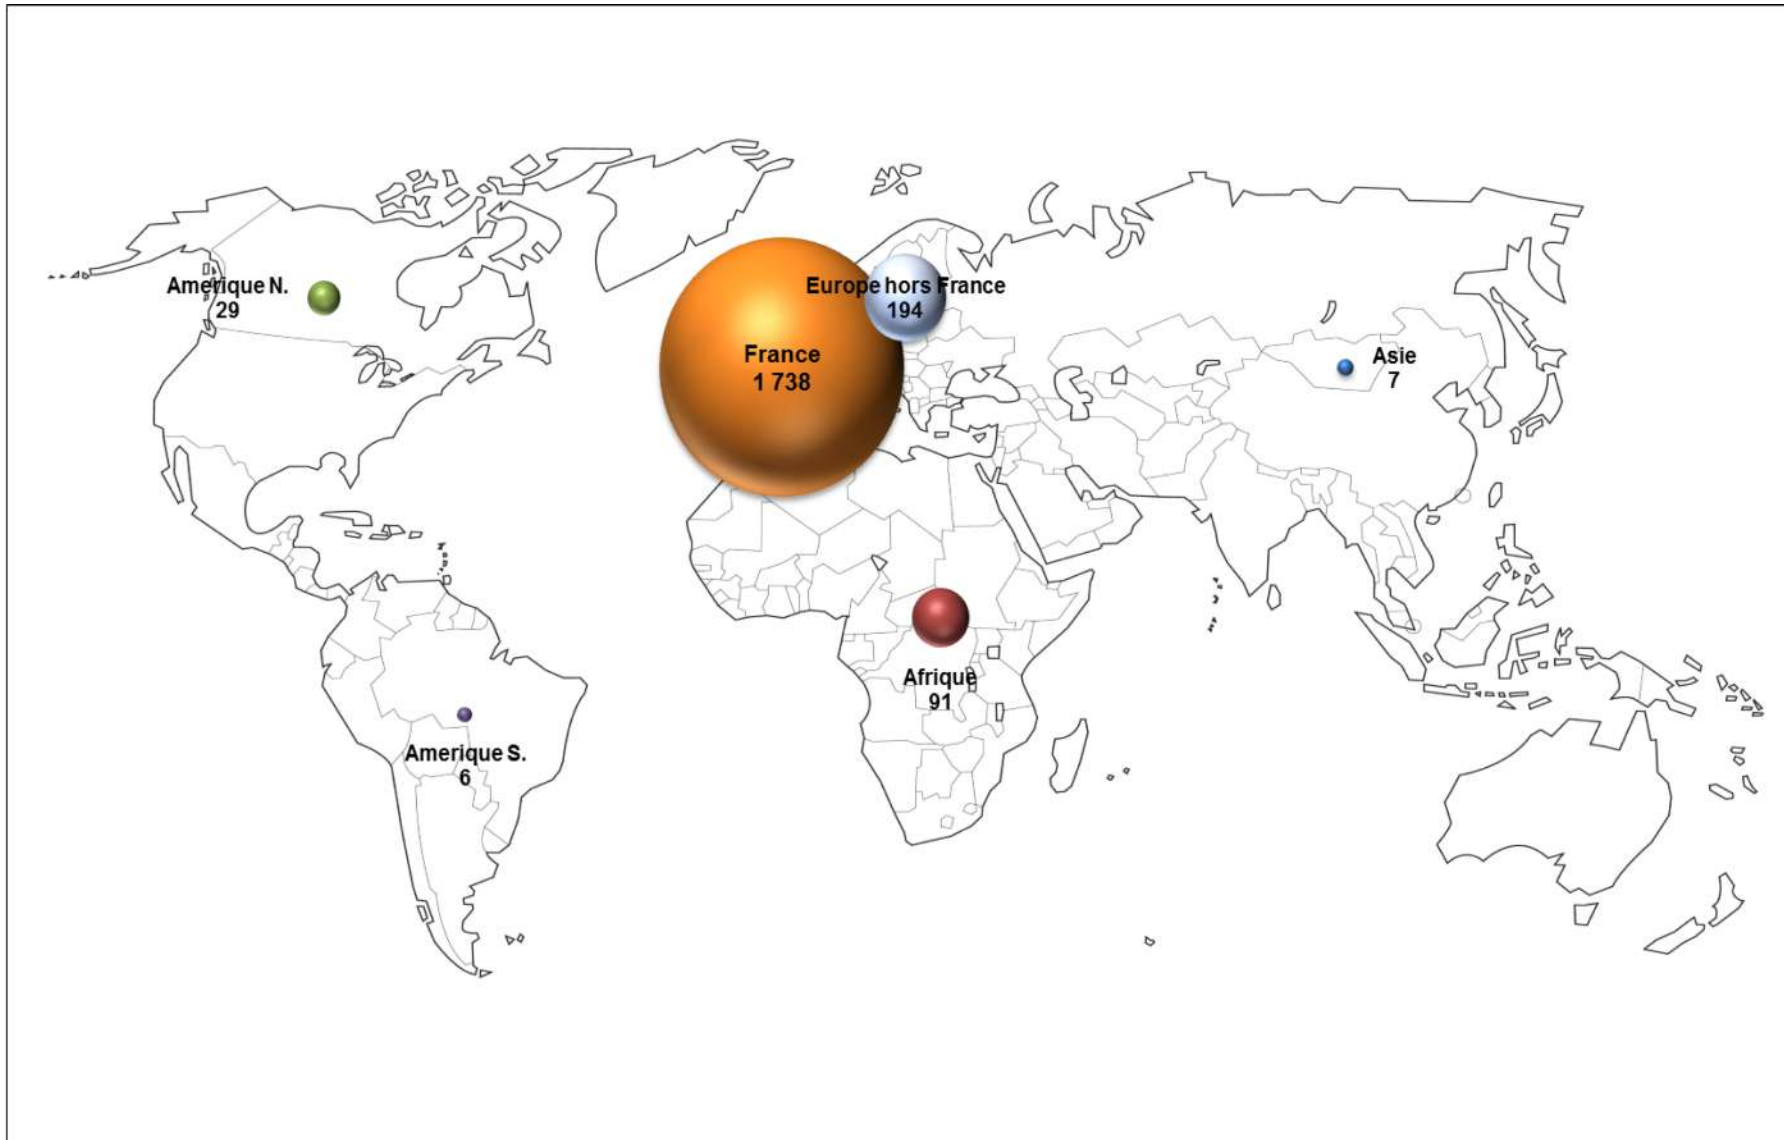 Amerique N.
29
Europe hors France
194
France
1 738
Asie
7
Afrique
91
Amerique S.
6